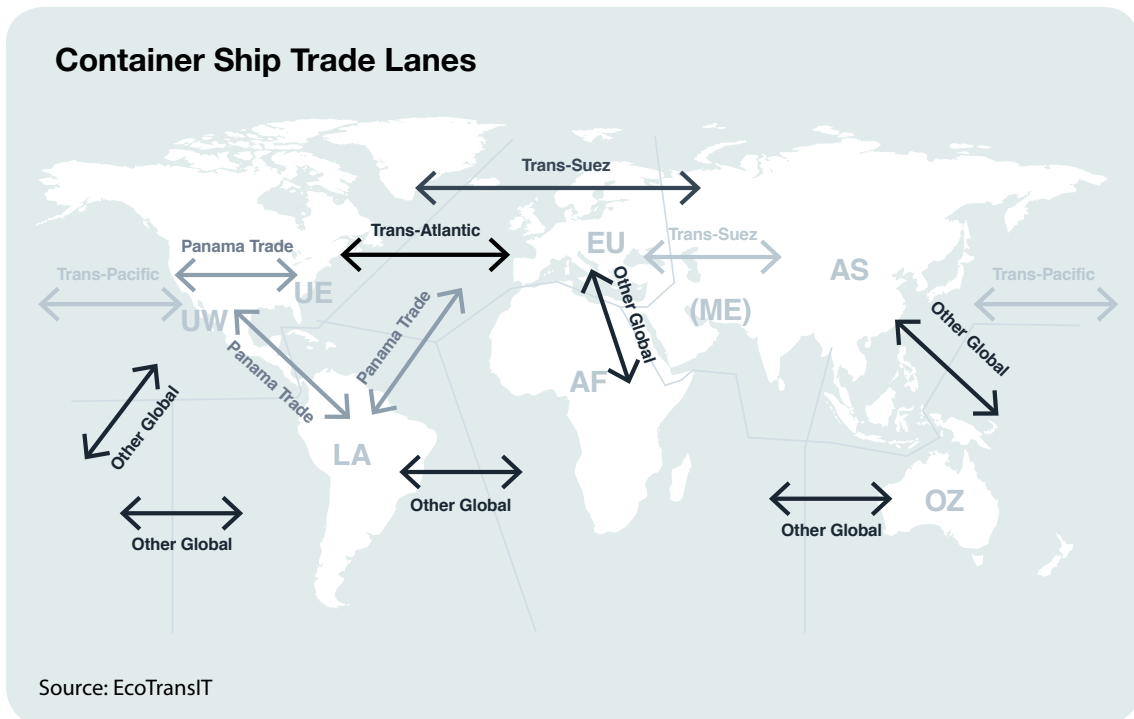 Container Ship Trade Lanes
Trans-Suez
Trans-Atlantic
Panama Trade
EU
Trans-Suez
Trans-Pacific
UE
AS
Trans-Pacific
UW
(ME)
Other Global
Panama Trade
Panama Trade
Other Global
AF
Other Global
LA
Other Global
OZ
Other Global
Other Global
Source: EcoTransIT